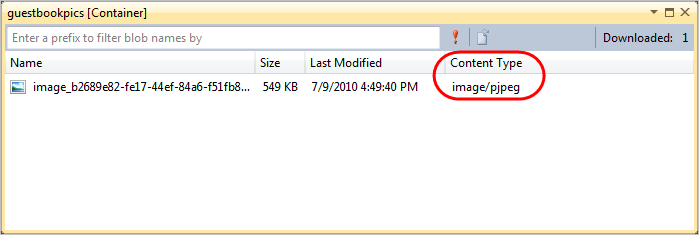 guestbookpics [Container]
Enter a prefix to filter blob names by Downloaded: 1
Name Size Last Modified Content Type
image_b2689e82-fe17-44ef-84a6-f51fb8... 549 KB 7/9/2010 4:49:40 PM image/pjpeg